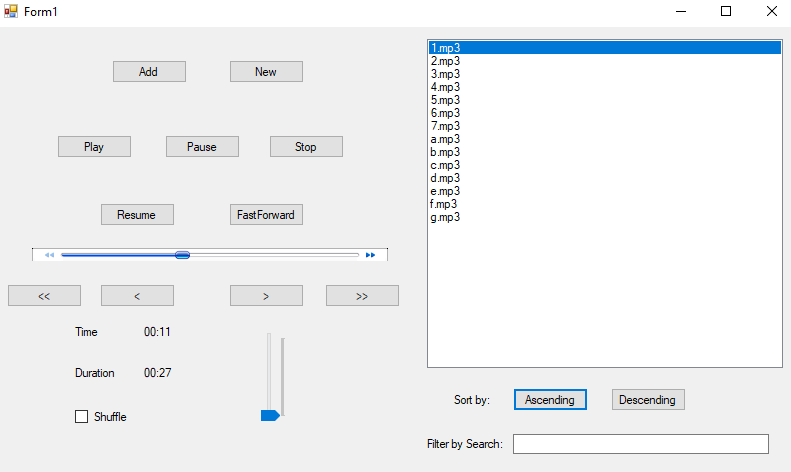 Form1
Add New
Play Pause Stop
Resume FastForward
<< < > >>
Time 00:11
Duration 00:27
Shuffle
1.mp3
2.mp3
3.mp3
4.mp3
5.mp3
6.mp3
7.mp3
a.mp3
b.mp3
c.mp3
d.mp3
e.mp3
f.mp3
g.mp3
Sort by: Ascending Descending
Filter by Search: